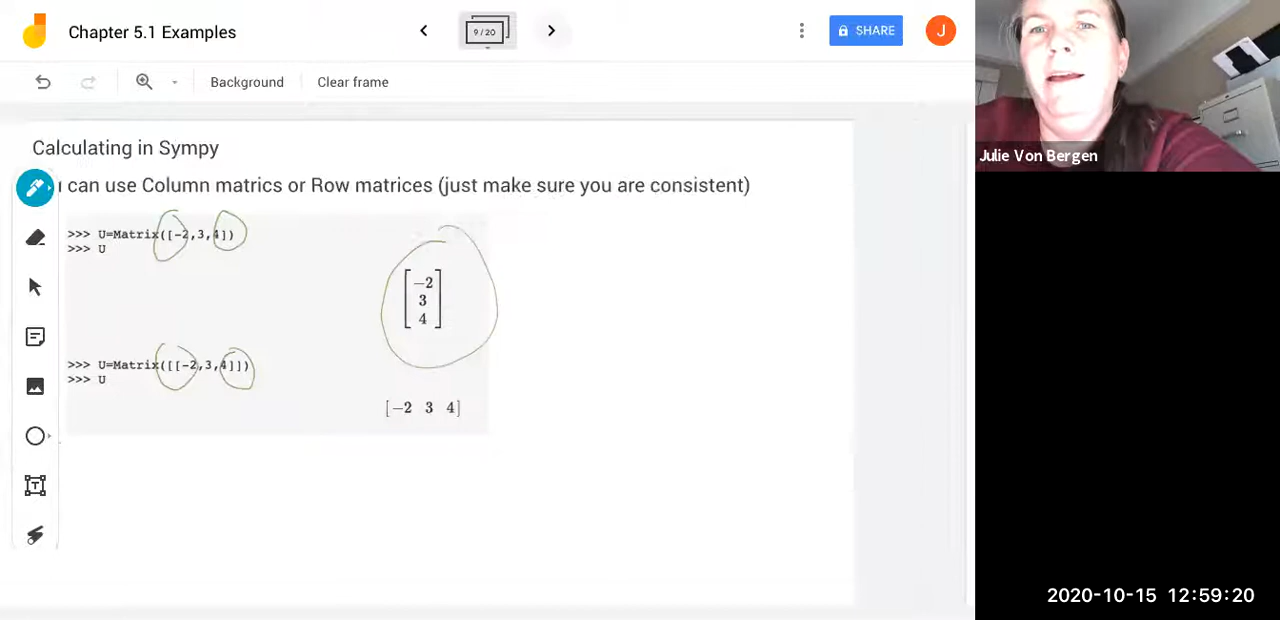 Chapter 5.1 Examples
9 / 20
SHARE
J
Background
Clear frame
Julie Von Bergen
Calculating in Sympy
can use Column matrics or Row matrices (just make sure you are consistent)
>>> U=Matrix([-2,3,4])
>>> U
[−2
3
4]
>>> U=Matrix([[-2,3,4]])
>>> U
[−2 3 4]
T
2020-10-15 12:59:20